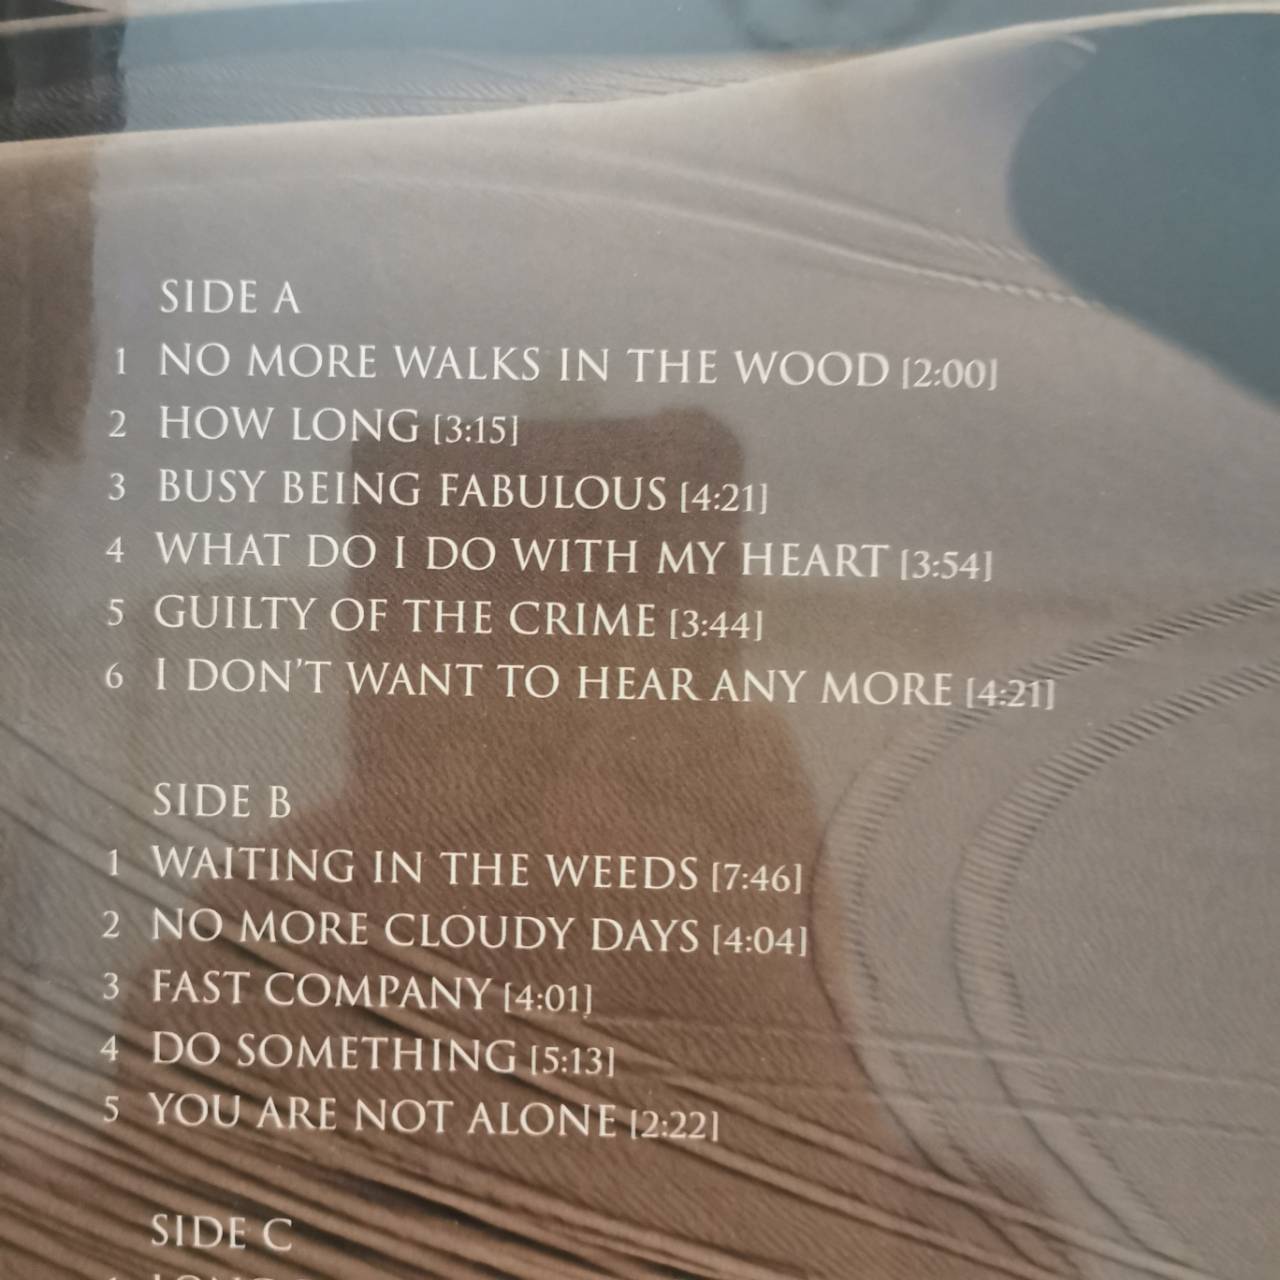 SIDE A
1 NO MORE WALKS IN THE WOOD [2:00]
2 HOW LONG [3:15]
3 BUSY BEING FABULOUS [4:21]
4 WHAT DO I DO WITH MY HEART [3:54]
5 GUILTY OF THE CRIME [3:44]
6 I DON'T WANT TO HEAR ANY MORE [4:21]
SIDE B
1 WAITING IN THE WEEDS [7:46]
2 NO MORE CLOUDY DAYS [4:04]
3 FAST COMPANY [4:01]
4 DO SOMETHING [5:13]
5 YOU ARE NOT ALONE [2:22]
SIDE C